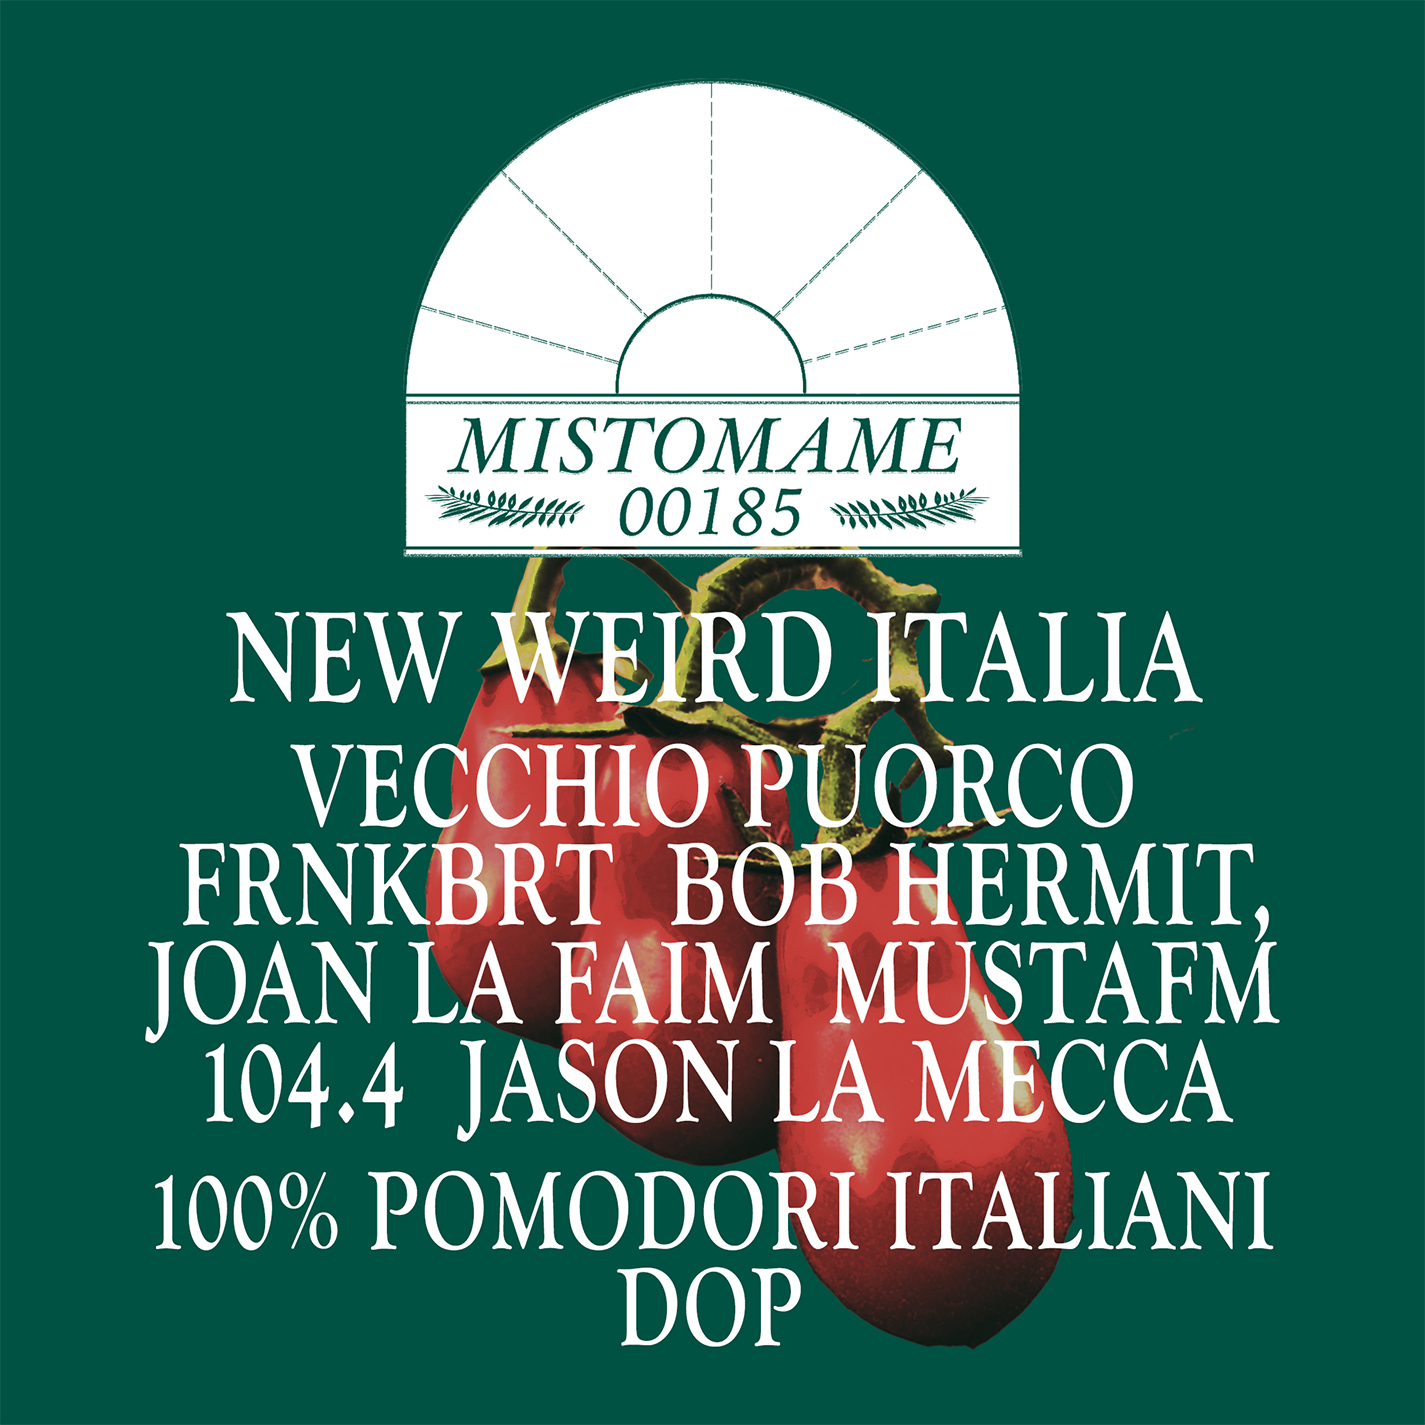 MISTOMAME
00185
NEW WEIRD ITALIA
VECCHIO PUORCO
FRNKBRT BOB HERMIT,
JOAN LA FAIM MUSTAFM
104.4 JASON LA MECCA
100% POMODORI ITALIANI
DOP